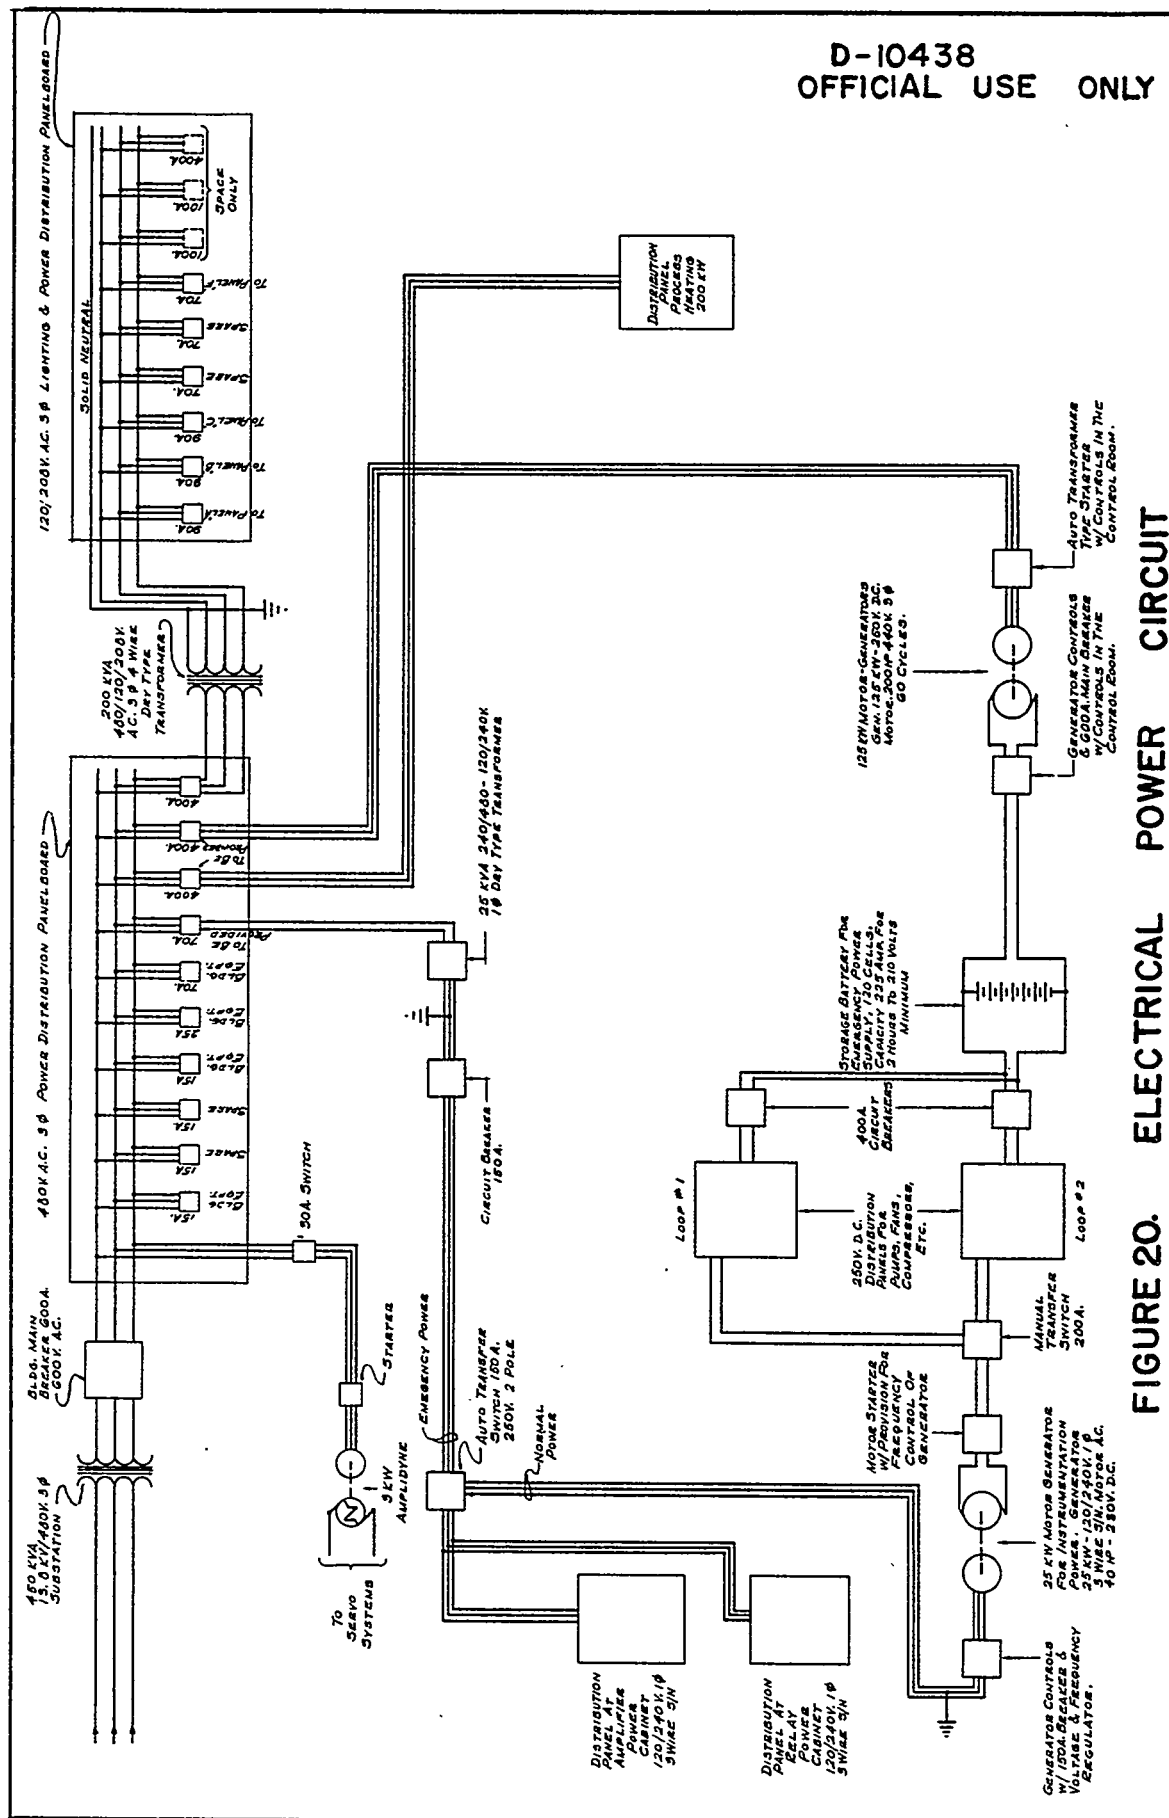 D-10438
OFFICIAL USE ONLY
120/208V. A.C. 3φ LIGHTING & POWER DISTRIBUTION PANELBOARD
SOLID NEUTRAL
90A.
TO PANEL "A"
90A.
TO PANEL "B"
90A.
TO PANEL "C"
70A.
SPARE
70A.
SPARE
70A.
TO PANEL "F"
100A.
100A.
400A.
SPACE
ONLY
200 KVA
480/120/208V.
A.C. 3φ 4 WIRE
DRY TYPE
TRANSFORMER
480V. A.C. 3φ POWER DISTRIBUTION PANELBOARD
15A.
BLDG
EQPT.
15A
SPARE
15A
SPARE
15A
BLDG.
EQPT.
25A
BLDG.
EQPT.
70A
BLDG.
EQPT.
70A
TO BE
PROVIDED
400A.
TO BE
PROVIDED
400A.
400A.
BLDG. MAIN
BREAKER 600A.
600V. A.C.
450 KVA
13.8 KV/480V. 3φ
SUBSTATION
30A. SWITCH
STARTER
3 KW
AMPLIDYNE
TO
SERVO
SYSTEMS
DISTRIBUTION
PANEL
PROCESS
HEATING
200 KW
25 KVA 240/480-120/240V.
1φ DRY TYPE TRANSFORMER
CIRCUIT BREAKER
150A.
EMEGENCY POWER
AUTO TRANSFER
SWITCH 150A.
250V. 2 POLE
NORMAL
POWER
DISTRIBUTION
PANEL AT
AMPLIFIER
POWER
CABINET
120/240V. 1φ
3 WIRE S/N
DISTRIBUTION
PANEL AT
RELAY
POWER
CABINET
120/240V. 1φ
3 WIRE S/N
125 KW MOTOR-GENERATORS
GEN. 125 KW-250V. D.C.
MOTOR. 200 HP 440V. 3φ
60 CYCLES.
AUTO TRANSFORMER
TYPE STARTER
W/ CONTROLS IN THE
CONTROL ROOM.
GENERATOR CONTROLS
& 600A. MAIN BREAKER
W/ CONTROLS IN THE
CONTROL ROOM.
STORAGE BATTERY FOR
EMERGENCY POWER
SUPPLY, 120 CELLS.
CAPACITY 225 AMP. FOR
2 HOURS TO 210 VOLTS
MINIMUM
400A.
CIRCUIT
BREAKERS
LOOP #1
250V. D.C.
DISTRIBUTION
PANELS FOR
PUMPS, FANS,
COMPRESSORS,
ETC.
LOOP #2
MANUAL
TRANSFER
SWITCH
200A.
MOTOR STARTER
W/ PROVISION FOR
FREQUENCY
CONTROL OF
GENERATOR
25 KW MOTOR GENERATOR
FOR INSTRUMENTATION
POWER. GENERATOR
25 KW-120/240V. 1φ
3 WIRE S/N. MOTOR A.C.
40 HP - 230V. D.C.
GENERATOR CONTROLS
W/ 150A. BREAKER &
VOLTAGE & FREQUENCY
REGULATOR.
FIGURE 20. ELECTRICAL POWER CIRCUIT